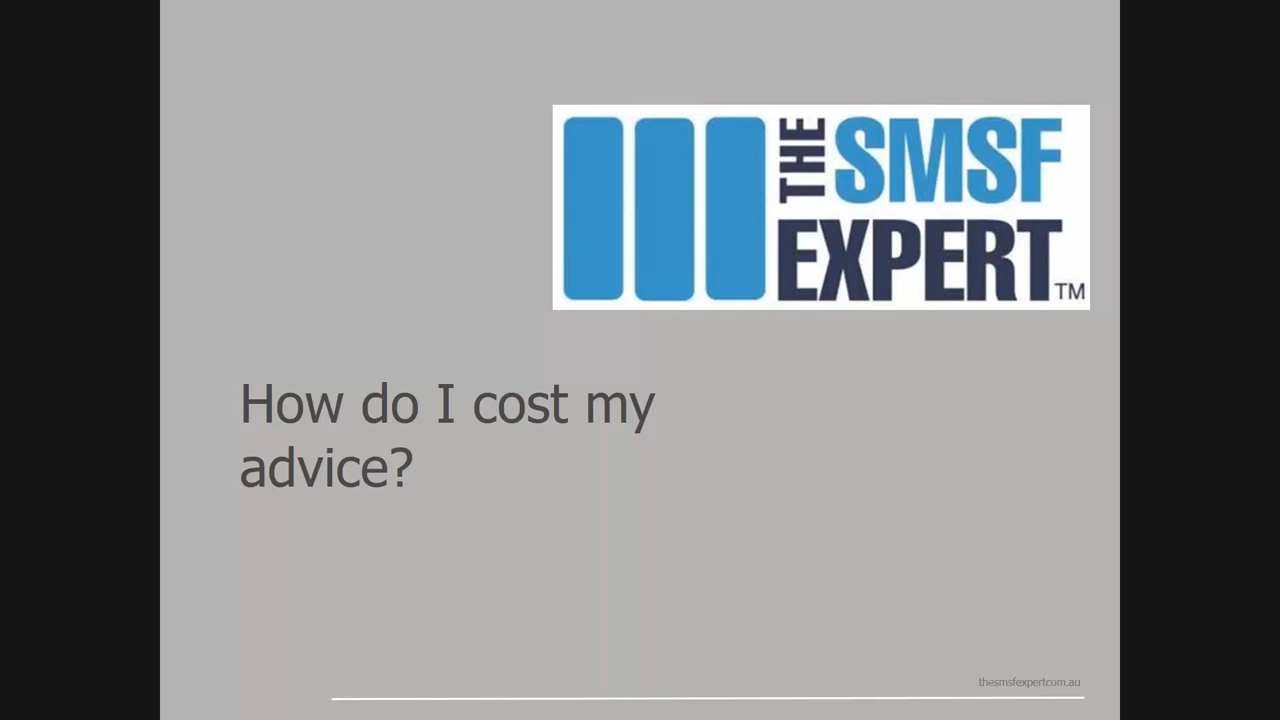 THE SMSF
EXPERT TM
How do I cost my
advice?
thesmsfexpertcom.au